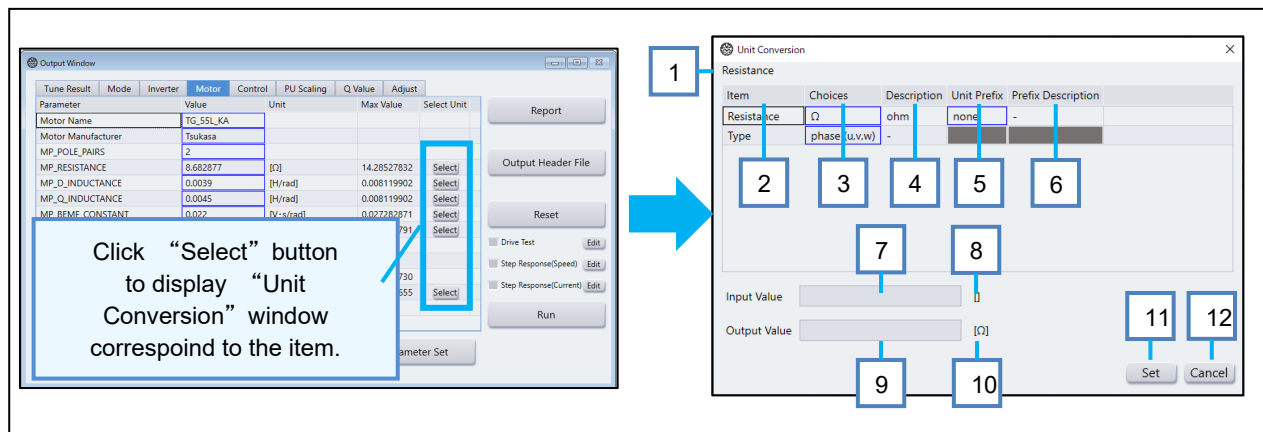 Output Window
Tune Result Mode Inverter Motor Control PU Scaling Q Value Adjust
Parameter Value Unit Max Value Select Unit
Motor Name TG_55L_KA
Motor Manufacturer Tsukasa
MP_POLE_PAIRS 2
MP_RESISTANCE 8.682877 [Ω] 14.28527832 Select
MP_D_INDUCTANCE 0.0039 [H/rad] 0.008119902 Select
MP_Q_INDUCTANCE 0.0045 [H/rad] 0.008119902 Select
MP_BEMF_CONSTANT 0.022 [V·s/rad] 0.027282871 Select
791 Select
730
655 Select
Report
Output Header File
Reset
Drive Test Edit
Step Response(Speed) Edit
Step Response(Current) Edit
Run
ameter Set
Click “Select” button
to display “Unit
Conversion” window
correspoind to the item.
1
Unit Conversion
Resistance
Item Choices Description Unit Prefix Prefix Description
Resistance Ω ohm none -
Type phase (u,v,w) -
2 3 4 5 6
7 8
Input Value []
Output Value [Ω]
9 10
11 12
Set Cancel